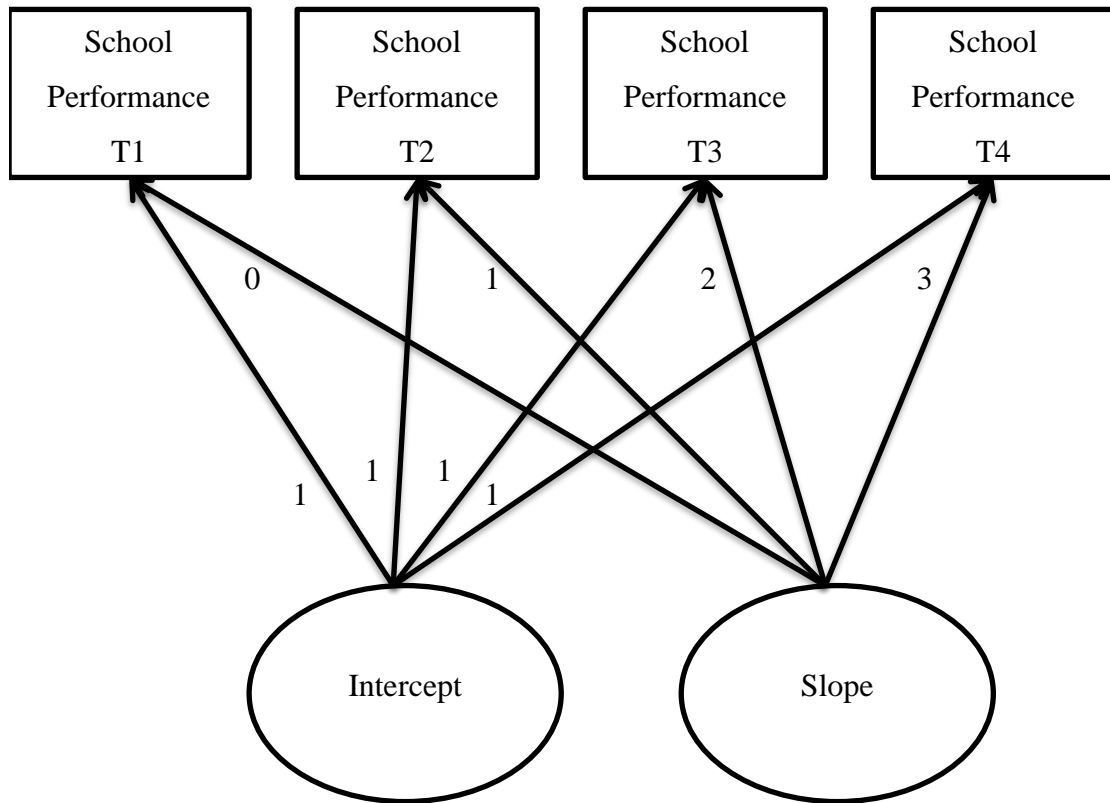 School
Performance
T1
School
Performance
T2
School
Performance
T3
School
Performance
T4
0
1
2
3
1
1
1
1
Intercept
Slope